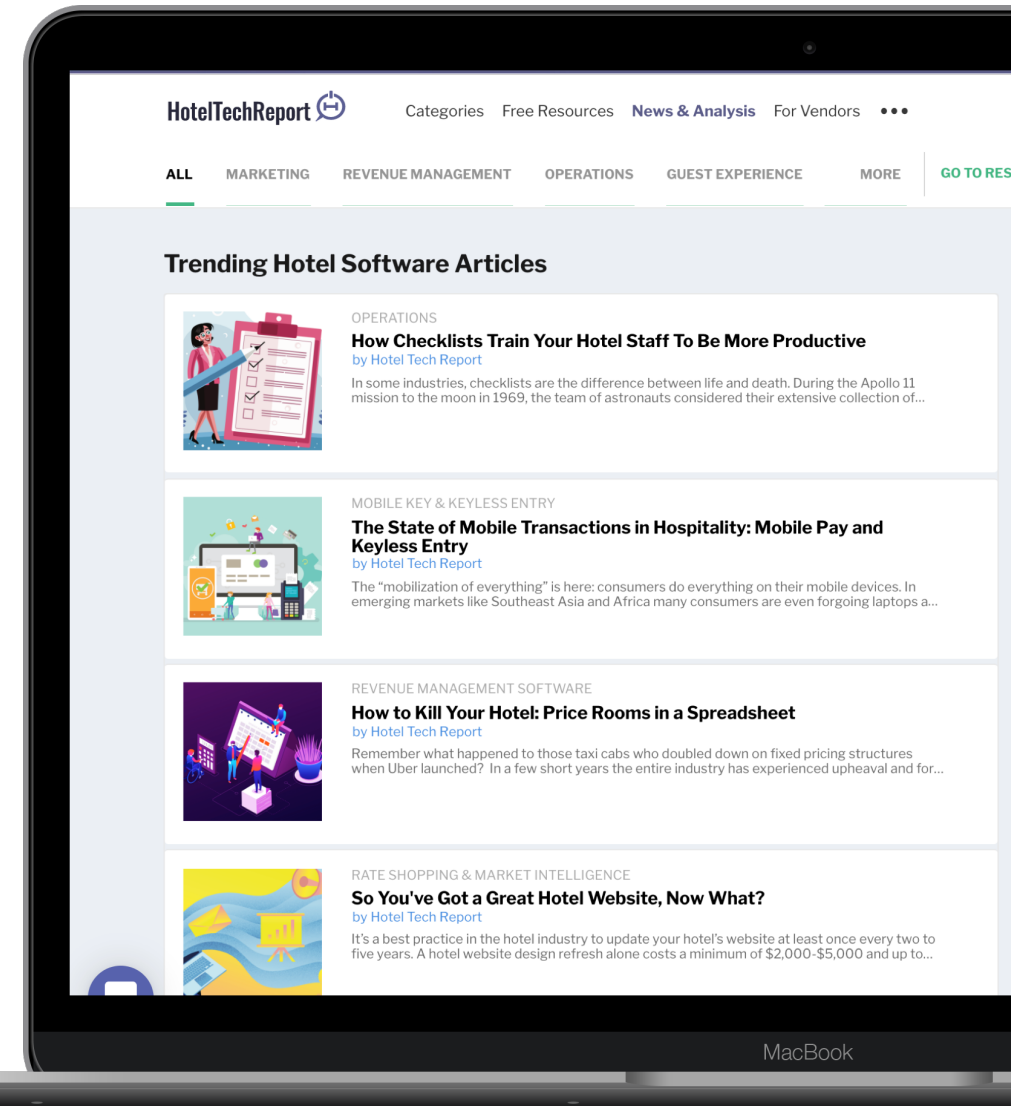 HotelTechReport
Categories Free Resources News & Analysis For Vendors
ALL MARKETING REVENUE MANAGEMENT OPERATIONS GUEST EXPERIENCE MORE GO TO RES
Trending Hotel Software Articles
OPERATIONS
How Checklists Train Your Hotel Staff To Be More Productive
by Hotel Tech Report
In some industries, checklists are the difference between life and death. During the Apollo 11
mission to the moon in 1969, the team of astronauts considered their extensive collection of...
MOBILE KEY & KEYLESS ENTRY
The State of Mobile Transactions in Hospitality: Mobile Pay and
Keyless Entry
by Hotel Tech Report
The “mobilization of everything” is here: consumers do everything on their mobile devices. In
emerging markets like Southeast Asia and Africa many consumers are even forgoing laptops a...
REVENUE MANAGEMENT SOFTWARE
How to Kill Your Hotel: Price Rooms in a Spreadsheet
by Hotel Tech Report
Remember what happened to those taxi cabs who doubled down on fixed pricing structures
when Uber launched? In a few short years the entire industry has experienced upheaval and for...
RATE SHOPPING & MARKET INTELLIGENCE
So You've Got a Great Hotel Website, Now What?
by Hotel Tech Report
It’s a best practice in the hotel industry to update your hotel’s website at least once every two to
five years. A hotel website design refresh alone costs a minimum of $2,000-$5,000 and up to...
MacBook